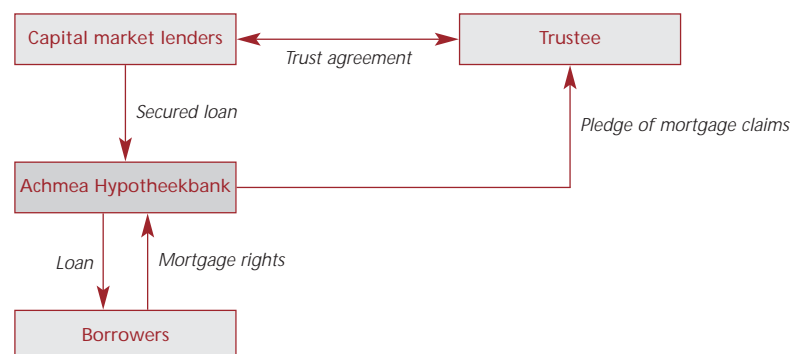 Capital market lenders
Trustee
Trust agreement
Secured loan
Pledge of mortgage claims
Achmea Hypotheekbank
Loan
Mortgage rights
Borrowers